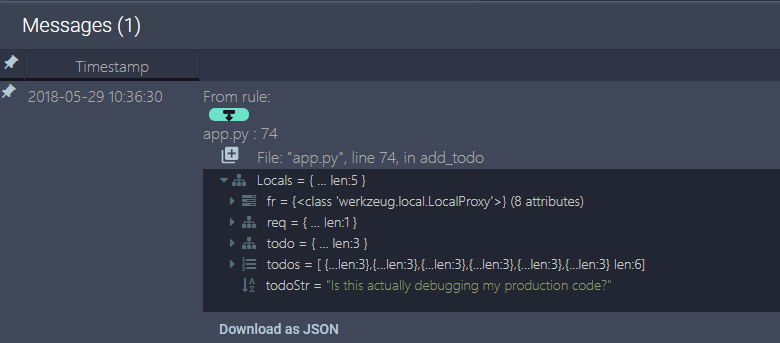 Messages (1)
Timestamp
2018-05-29 10:36:30 From rule:
app.py : 74
File: "app.py", line 74, in add_todo
Locals = { ... len:5 }
fr = {<class 'werkzeug.local.LocalProxy'>} (8 attributes)
req = { ... len:1 }
todo = { ... len:3 }
todos = [ {...len:3},{...len:3},{...len:3},{...len:3},{...len:3},{...len:3} len:6]
todoStr = "Is this actually debugging my production code?"
Download as JSON